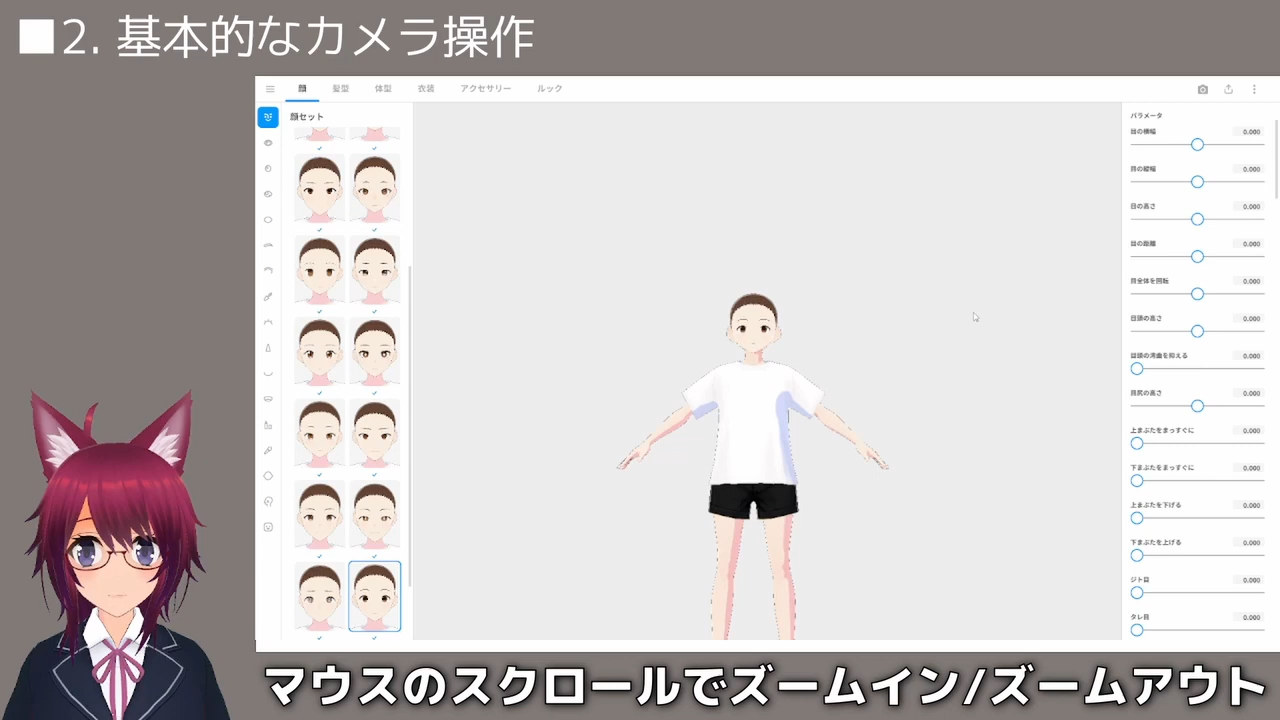 ■2. 基本的なカメラ操作
顔 髪型 体型 衣装 アクセサリー ルック
顔セット
パラメータ
目の横幅 0.000
目の縦幅 0.000
目の高さ 0.000
目の距離 0.000
目全体を回転 0.000
目頭の高さ 0.000
目頭の湾曲を抑える 0.000
目尻の高さ 0.000
上まぶたをまっすぐに 0.000
下まぶたをまっすぐに 0.000
上まぶたを下げる 0.000
下まぶたを上げる 0.000
ジト目 0.000
タレ目 0.000
マウスのスクロールでズームイン/ズームアウト